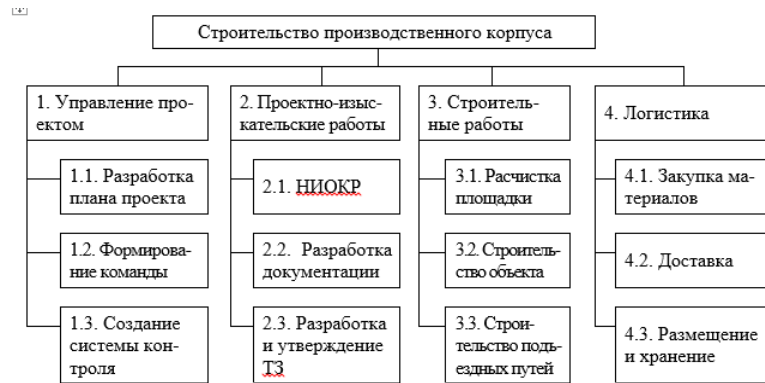 Строительство производственного корпуса
1. Управление про-
ектом
1.1. Разработка
плана проекта
1.2. Формирова-
ние команды
1.3. Создание
системы кон-
троля
2. Проектно-изыс-
кательские работы
2.1. НИОКР
2.2. Разработка
документации
2.3. Разработка
и утверждение
ТЗ
3. Строитель-
ные работы
3.1. Расчистка
площадки
3.2. Строитель-
ство объекта
3.3. Строи-
тельство подъ-
ездных путей
4. Логистика
4.1. Закупка ма-
териалов
4.2. Доставка
4.3. Размещение
и хранение